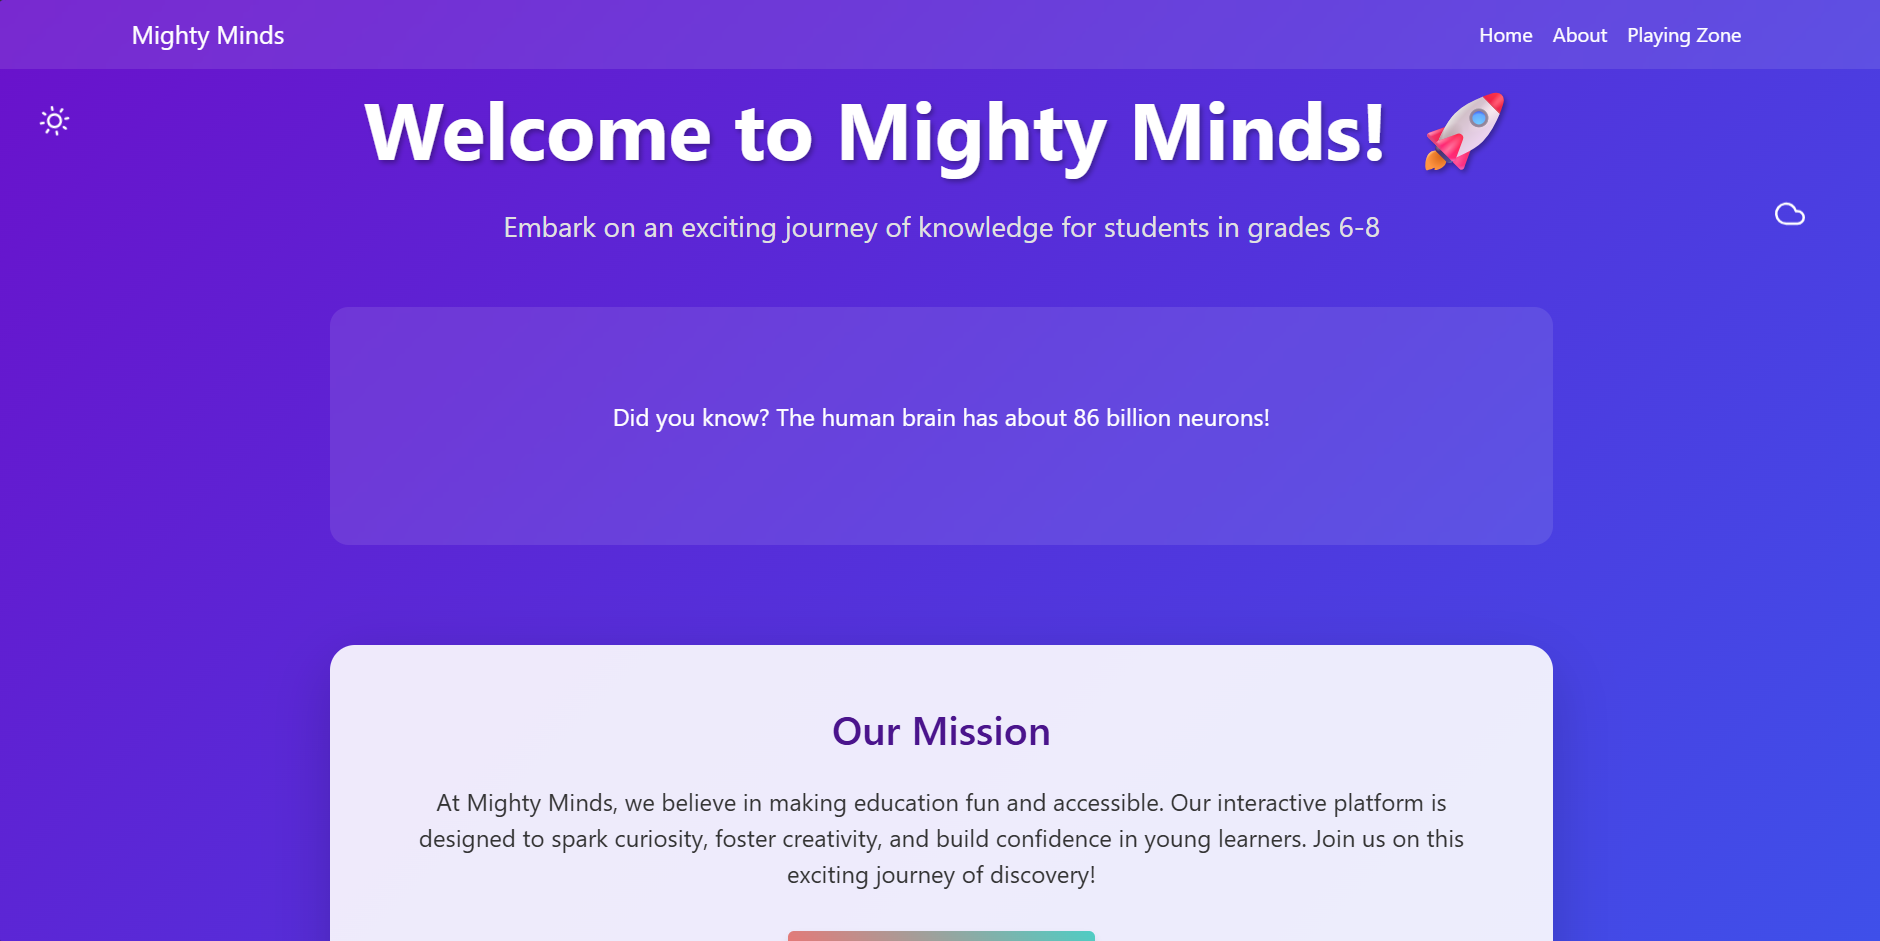 Mighty Minds
Home About Playing Zone
Welcome to Mighty Minds! 🚀
Embark on an exciting journey of knowledge for students in grades 6-8
Did you know? The human brain has about 86 billion neurons!
Our Mission
At Mighty Minds, we believe in making education fun and accessible. Our interactive platform is
designed to spark curiosity, foster creativity, and build confidence in young learners. Join us on this
exciting journey of discovery!